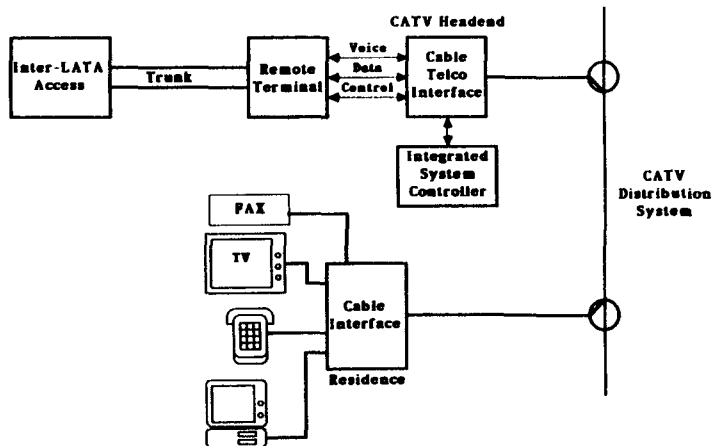 CATV Headend
Inter-LATA
Access
Trunk
Remote
Terminal
Voice
Data
Control
Cable
Telco
Interface
Integrated
System
Controller
CATV
Distribution
System
FAX
TV
Cable
Interface
Residence